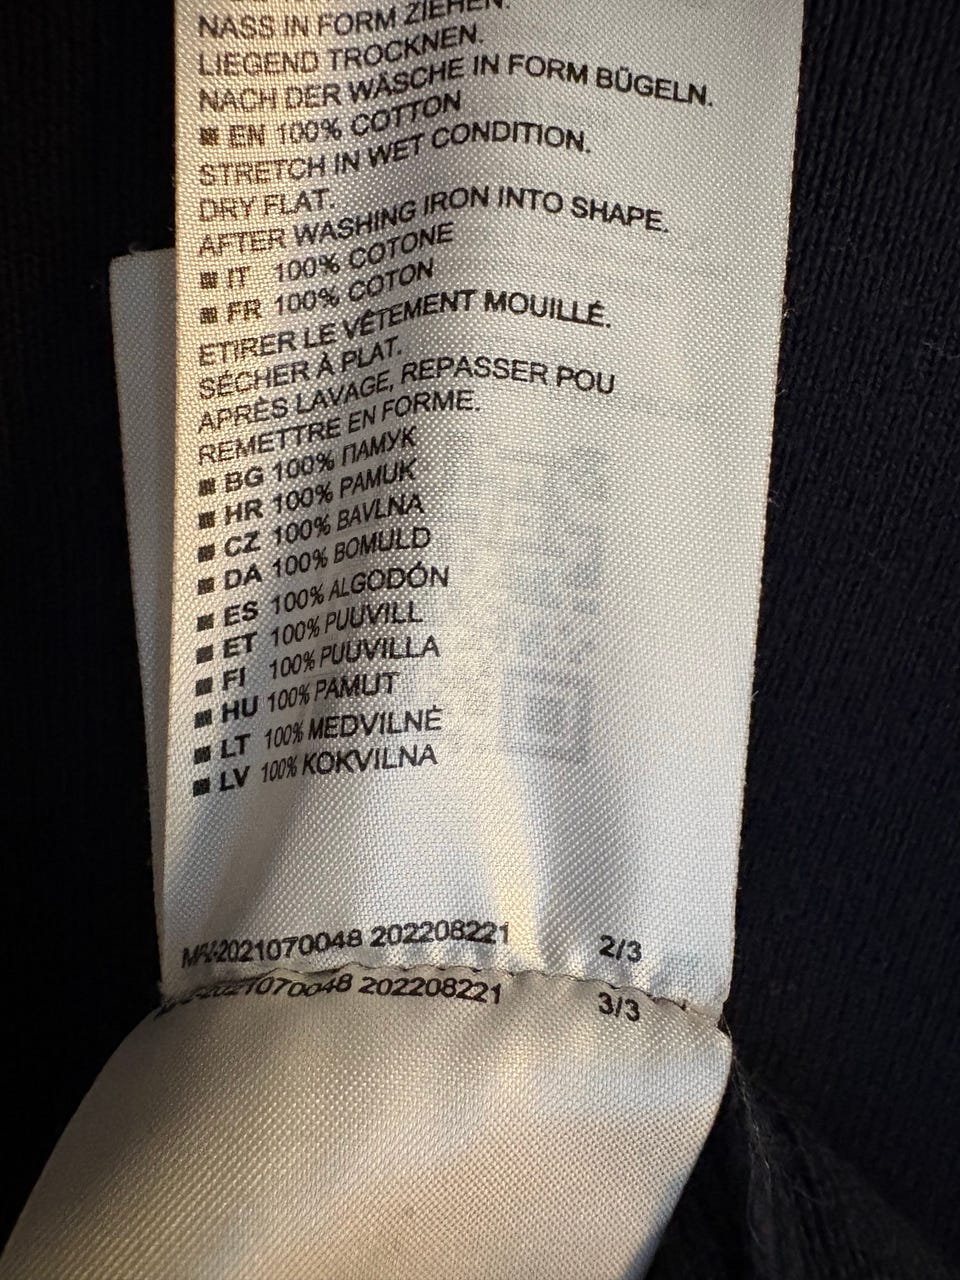 NASS IN FORM ZIEHEN.
LIEGEND TROCKNEN.
NACH DER WÄSCHE IN FORM BÜGELN.
■ EN 100% COTTON
STRETCH IN WET CONDITION.
DRY FLAT.
AFTER WASHING IRON INTO SHAPE.
■ IT 100% COTONE
■ FR 100% COTON
ETIRER LE VÊTEMENT MOUILLÉ.
SÉCHER À PLAT.
APRÈS LAVAGE, REPASSER POU
REMETTRE EN FORME.
■ BG 100% ПАМУК
■ HR 100% PAMUK
■ CZ 100% BAVLNA
■ DA 100% BOMULD
■ ES 100% ALGODÓN
■ ET 100% PUUVILL
■ FI 100% PUUVILLA
■ HU 100% PAMUT
■ LT 100% MEDVILNĖ
■ LV 100% KOKVILNA
202208221 2/3
202208221 3/3